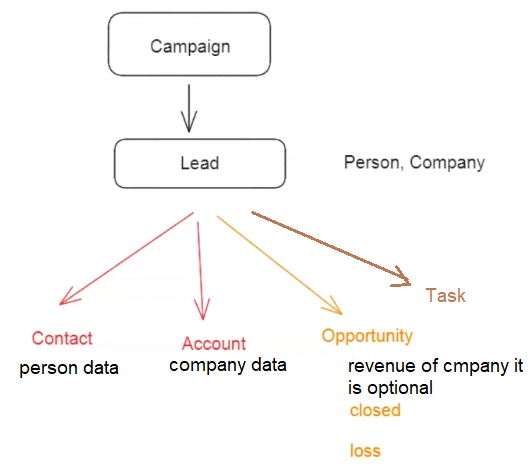 Campaign
Lead
Person, Company
Task
Contact
person data
Account
company data
Opportunity
revenue of cmpany it
is optional
closed
loss